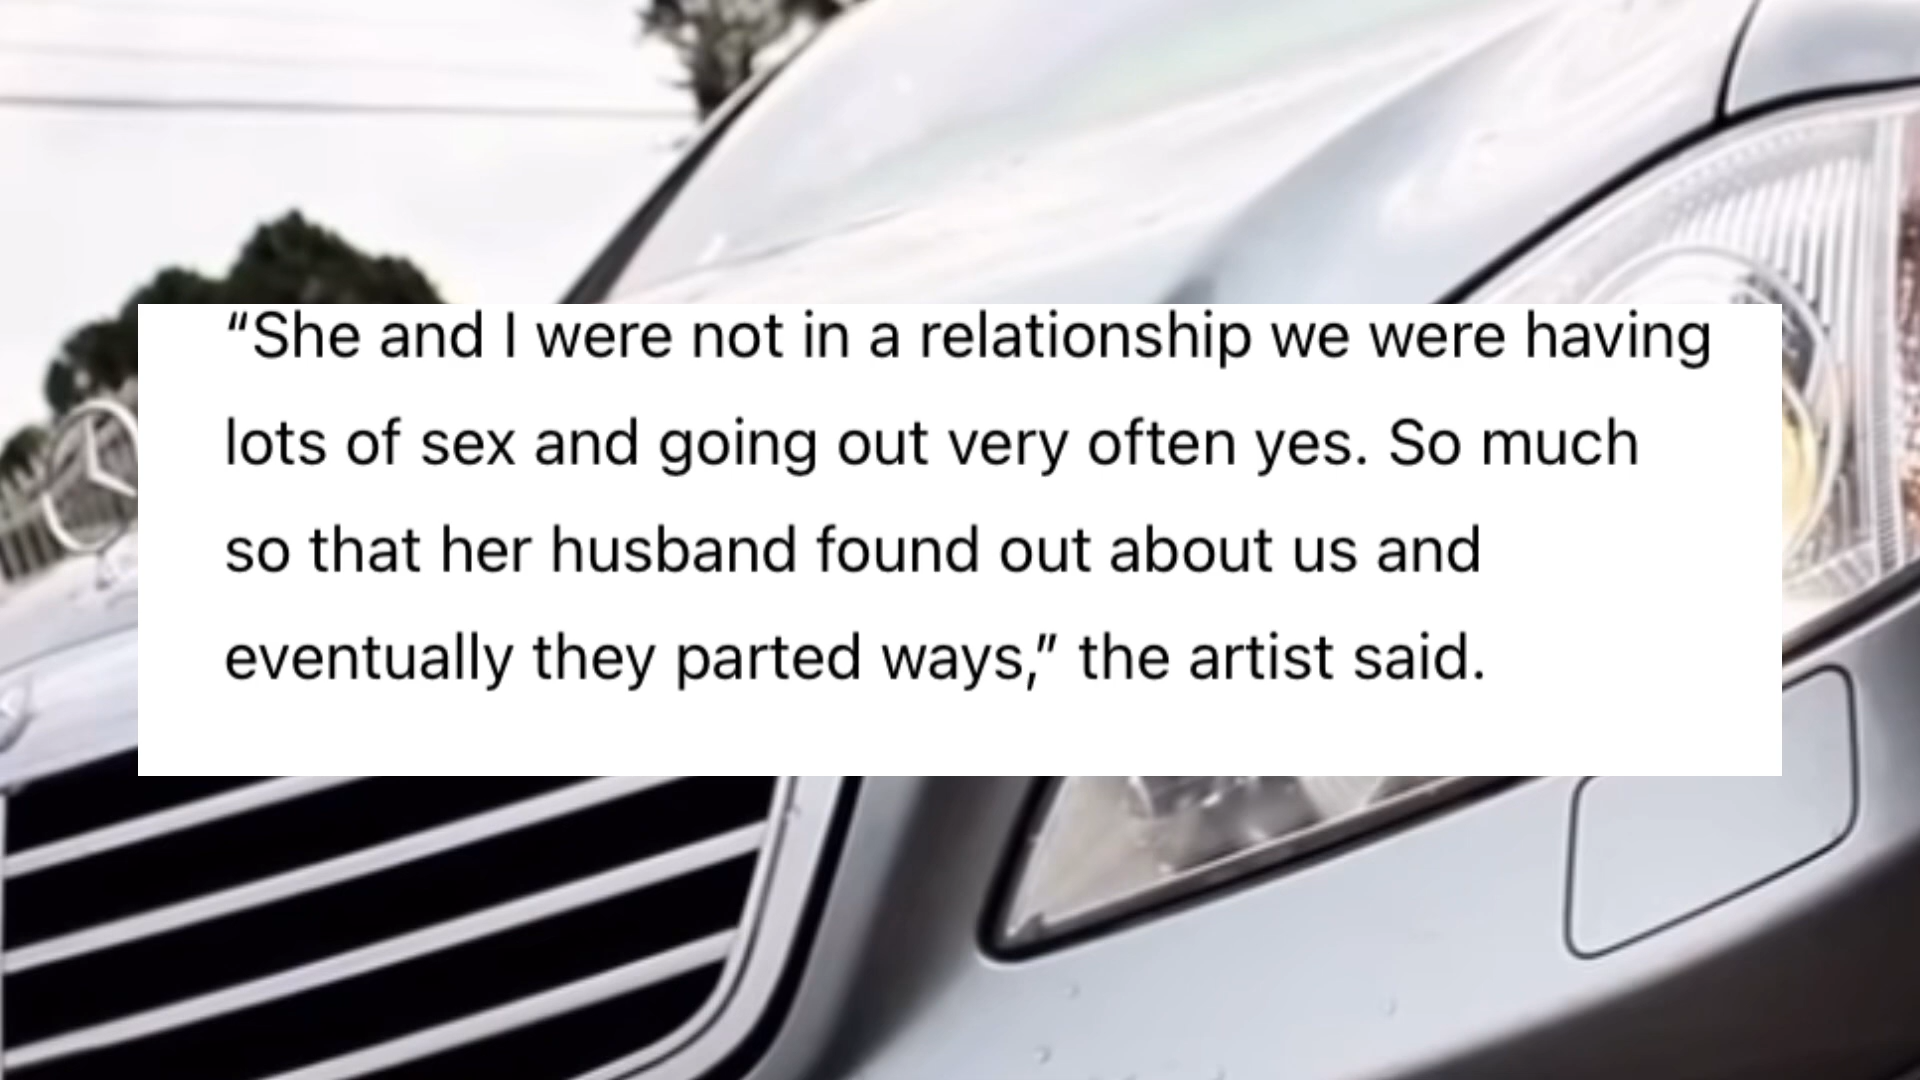 “She and I were not in a relationship we were having
lots of sex and going out very often yes. So much
so that her husband found out about us and
eventually they parted ways,” the artist said.